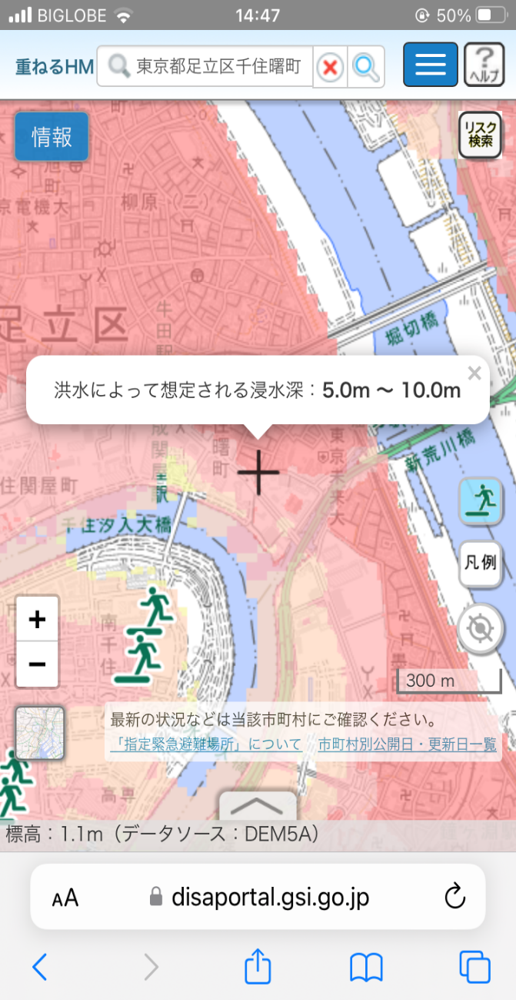 BIGLOBE 14:47 50%
重ねるHM 東京都足立区千住曙町 ヘルプ
情報
リスク
検索
町
旭
町
京電機大
柳原(二)
足立区
牛
田
駅
堀切橋
洪水によって想定される浸水深：5.0m ～ 10.0m
×
成
関
屋
駅
住
曙
町
東
京
未
来
大
新荒川橋
住関屋町
千住汐入大橋
凡例
+
−
南
千
住
墨
300 m
最新の状況などは当該市町村にご確認ください。
「指定緊急避難場所」について 市町村別公開日・更新日一覧
高専
標高：1.1m（データソース：DEM5A）
AA disaportal.gsi.go.jp